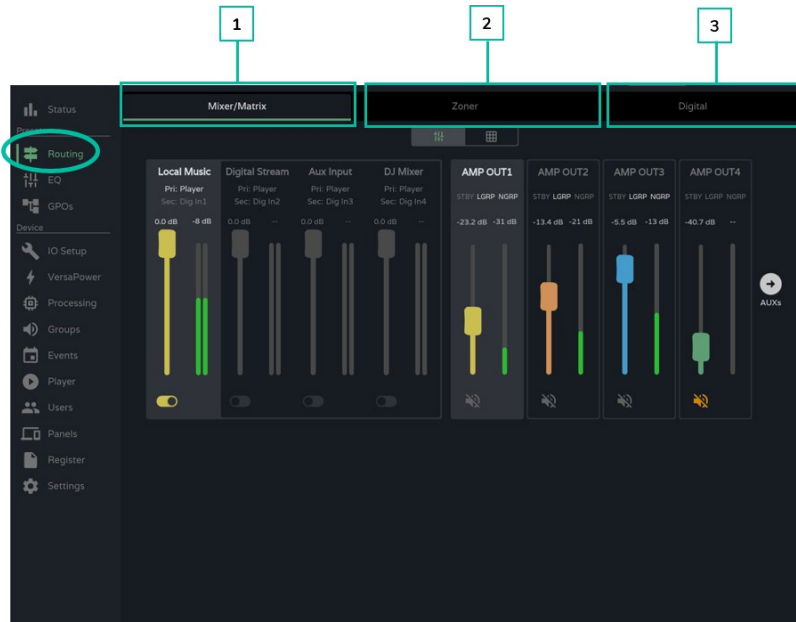 1
2
3
Status
Mixer/Matrix
Zoner
Digital
Preset
Routing
EQ
GPOs
Device
IO Setup
VersaPower
Processing
Groups
Events
Player
Users
Panels
Register
Settings
Local Music
Pri: Player
Sec: Dig In1
0.0 dB -8 dB
Digital Stream
Pri: Player
Sec: Dig In2
0.0 dB --
Aux Input
Pri: Player
Sec: Dig In3
0.0 dB --
DJ Mixer
Pri: Player
Sec: Dig In4
0.0 dB --
AMP OUT1
STBY LGRP NGRP
-23.2 dB -31 dB
AMP OUT2
STBY LGRP NGRP
-13.4 dB -21 dB
AMP OUT3
STBY LGRP NGRP
-5.5 dB -13 dB
AMP OUT4
STBY LGRP NGRP
-40.7 dB --
AUXs